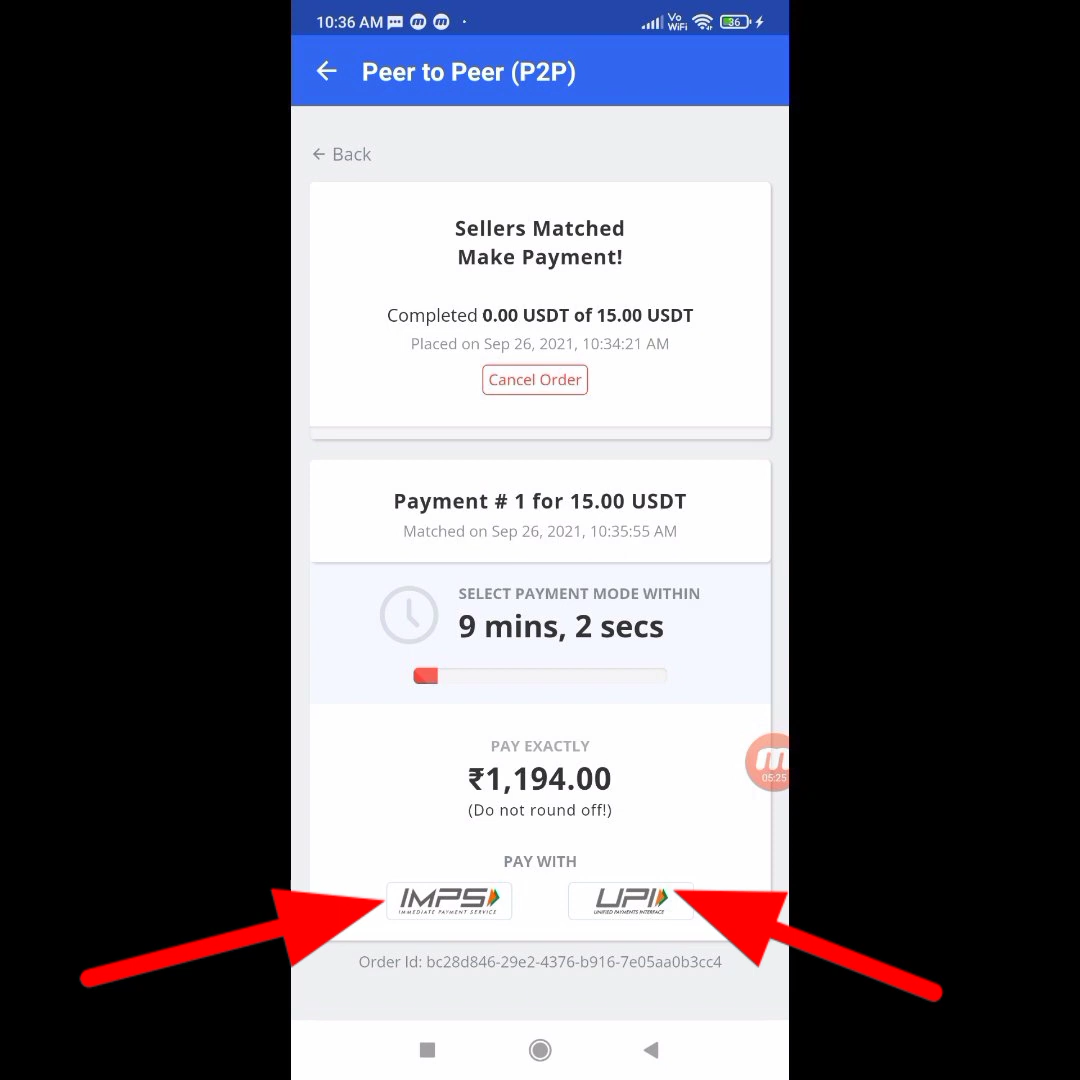 10:36 AM
Vo
WiFi
36
Peer to Peer (P2P)
Back
Sellers Matched
Make Payment!
Completed 0.00 USDT of 15.00 USDT
Placed on Sep 26, 2021, 10:34:21 AM
Cancel Order
Payment # 1 for 15.00 USDT
Matched on Sep 26, 2021, 10:35:55 AM
SELECT PAYMENT MODE WITHIN
9 mins, 2 secs
PAY EXACTLY
₹1,194.00
05:25
(Do not round off!)
PAY WITH
IMPS
IMMEDIATE PAYMENT SERVICE
UPI
UNIFIED PAYMENTS INTERFACE
Order Id: bc28d846-29e2-4376-b916-7e05aa0b3cc4